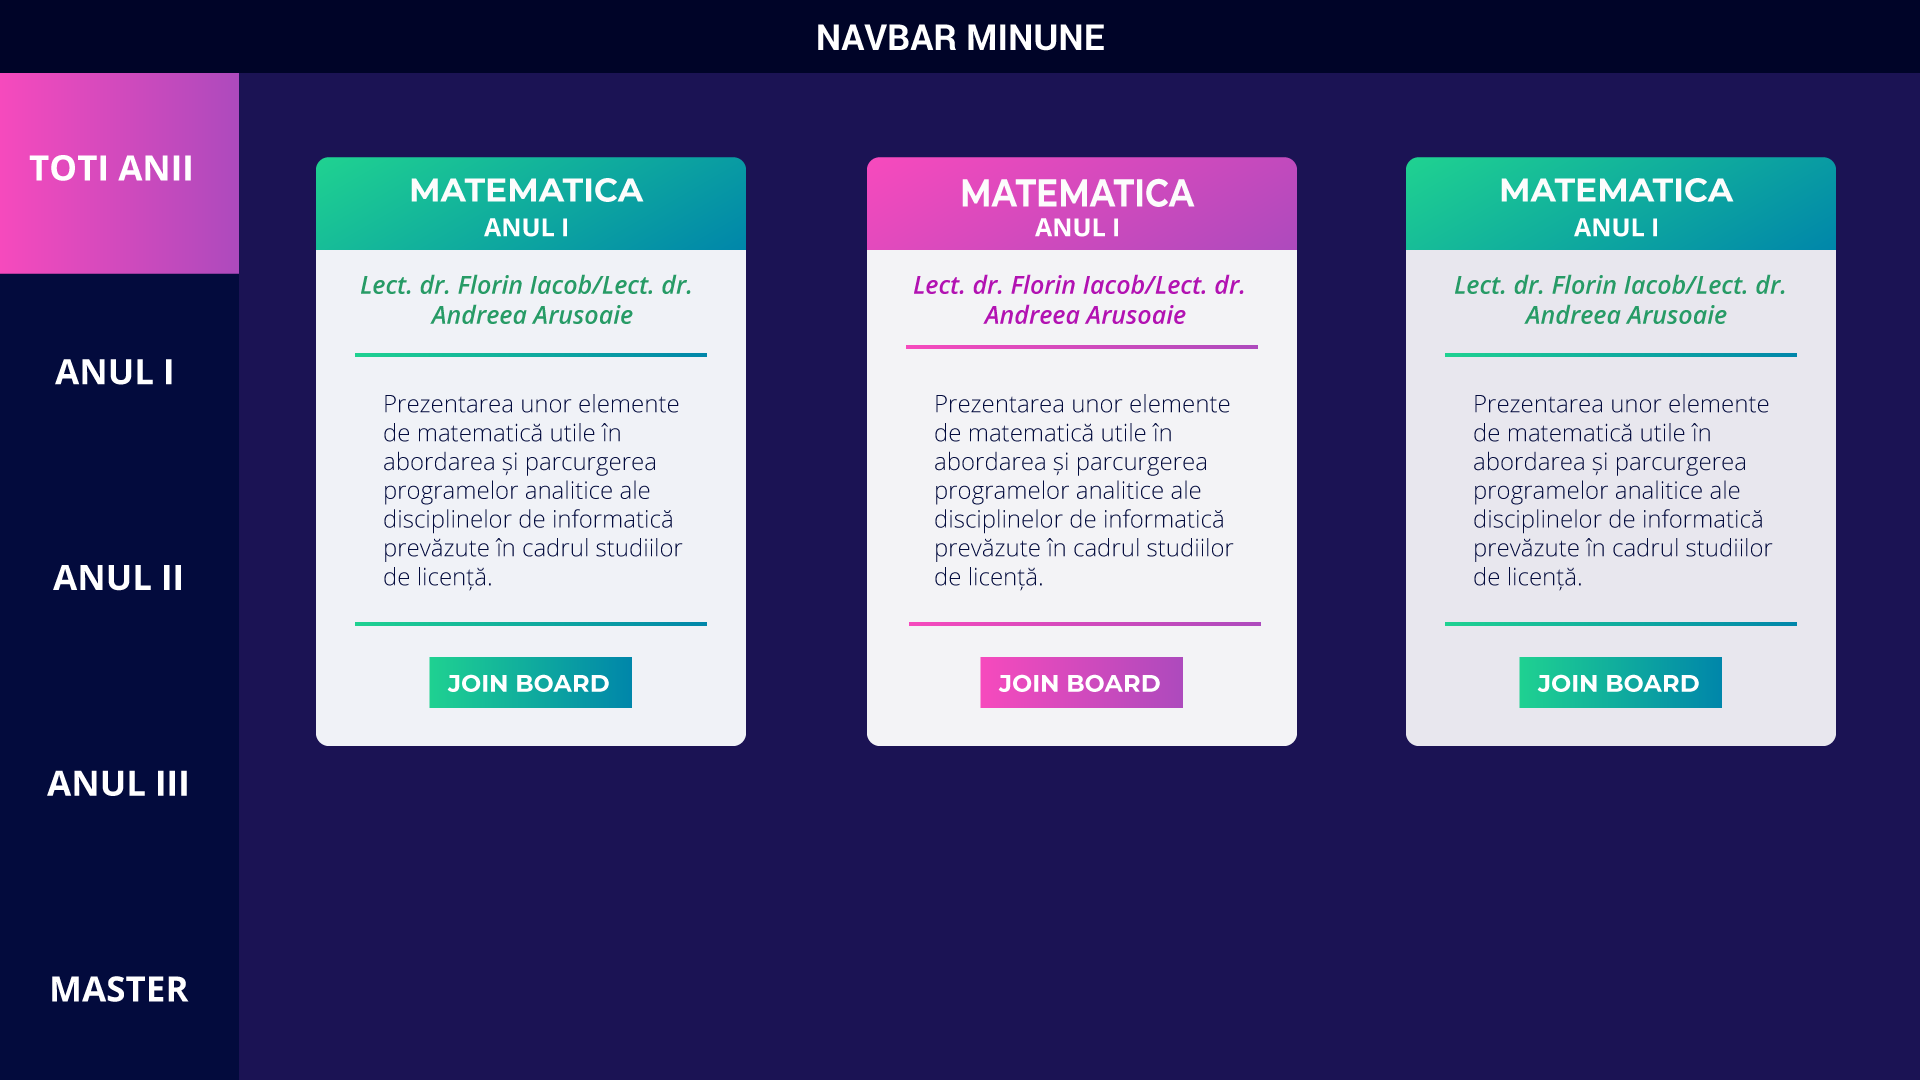 NAVBAR MINUNE
TOTI ANII
ANUL I
ANUL II
ANUL III
MASTER
MATEMATICA
ANUL I
Lect. dr. Florin Iacob/Lect. dr.
Andreea Arusoaie
Prezentarea unor elemente
de matematică utile în
abordarea și parcurgerea
programelor analitice ale
disciplinelor de informatică
prevăzute în cadrul studiilor
de licență.
JOIN BOARD
MATEMATICA
ANUL I
Lect. dr. Florin Iacob/Lect. dr.
Andreea Arusoaie
Prezentarea unor elemente
de matematică utile în
abordarea și parcurgerea
programelor analitice ale
disciplinelor de informatică
prevăzute în cadrul studiilor
de licență.
JOIN BOARD
MATEMATICA
ANUL I
Lect. dr. Florin Iacob/Lect. dr.
Andreea Arusoaie
Prezentarea unor elemente
de matematică utile în
abordarea și parcurgerea
programelor analitice ale
disciplinelor de informatică
prevăzute în cadrul studiilor
de licență.
JOIN BOARD